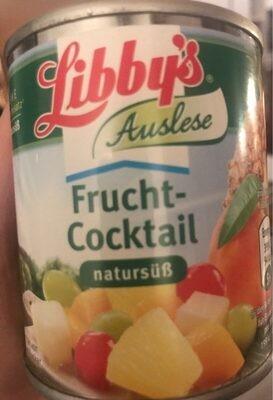 Libby's®
Auslese
Frucht-
Cocktail
natursüß